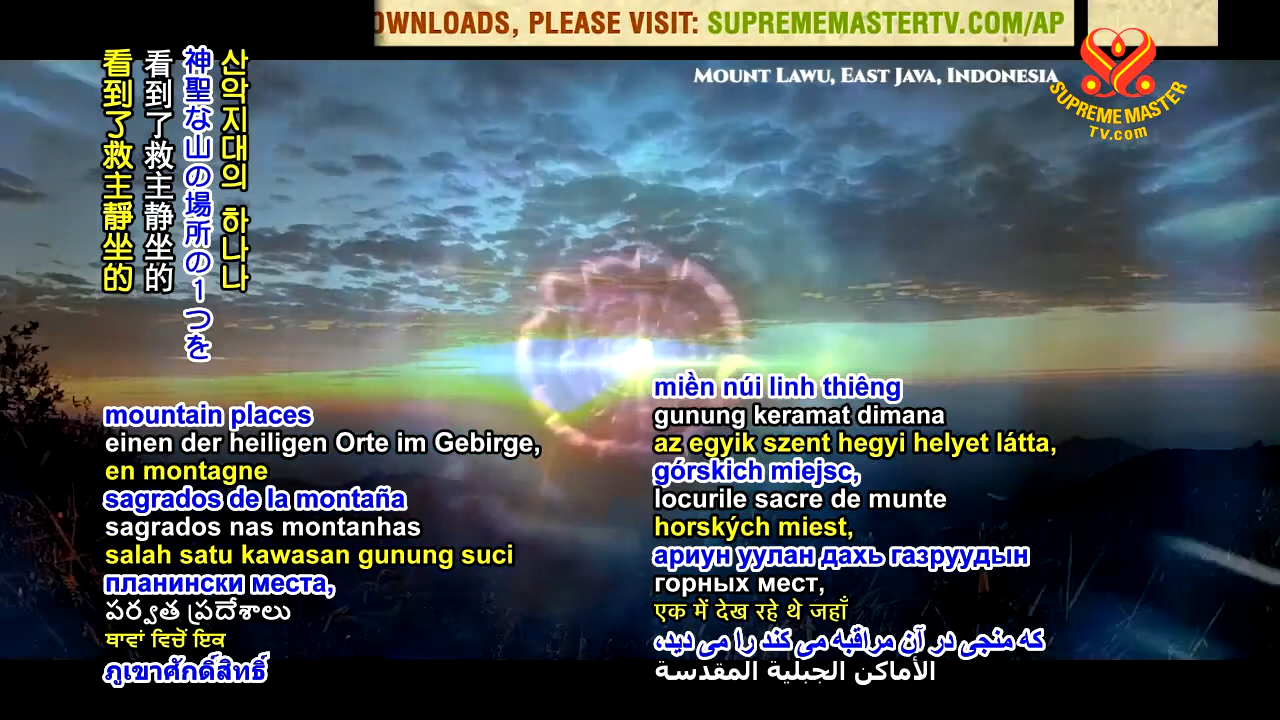 OWNLOADS, PLEASE VISIT: SUPREMEMASTERTV.COM/AP
MOUNT LAWU, EAST JAVA, INDONESIA
SUPREME MASTER
TV.com
산악지대의 하나나
神聖な山の場所の1つを
看到了救主静坐的
看到了救主靜坐的
mountain places
einen der heiligen Orte im Gebirge,
en montagne
sagrados de la montaña
sagrados nas montanhas
salah satu kawasan gunung suci
планински места,
పర్వత ప్రదేశాలు
ਥਾਵਾਂ ਵਿਚੋਂ ਇਕ
ภูเขาศักดิ์สิทธิ์
miền núi linh thiêng
gunung keramat dimana
az egyik szent hegyi helyet látta,
górskich miejsc,
locurile sacre de munte
horských miest,
ариун уулан дахь газруудын
горных мест,
एक में देख रहे थे जहाँ
که منجی در آن مراقبه می کند را می دید،
الأماكن الجبلية المقدسة